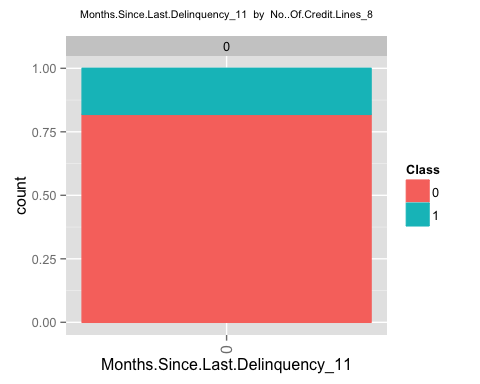 Months.Since.Last.Delinquency_11 by No..Of.Credit.Lines_8
0
1.00
0.75
0.50
0.25
0.00
count
0
Months.Since.Last.Delinquency_11
Class
0
1